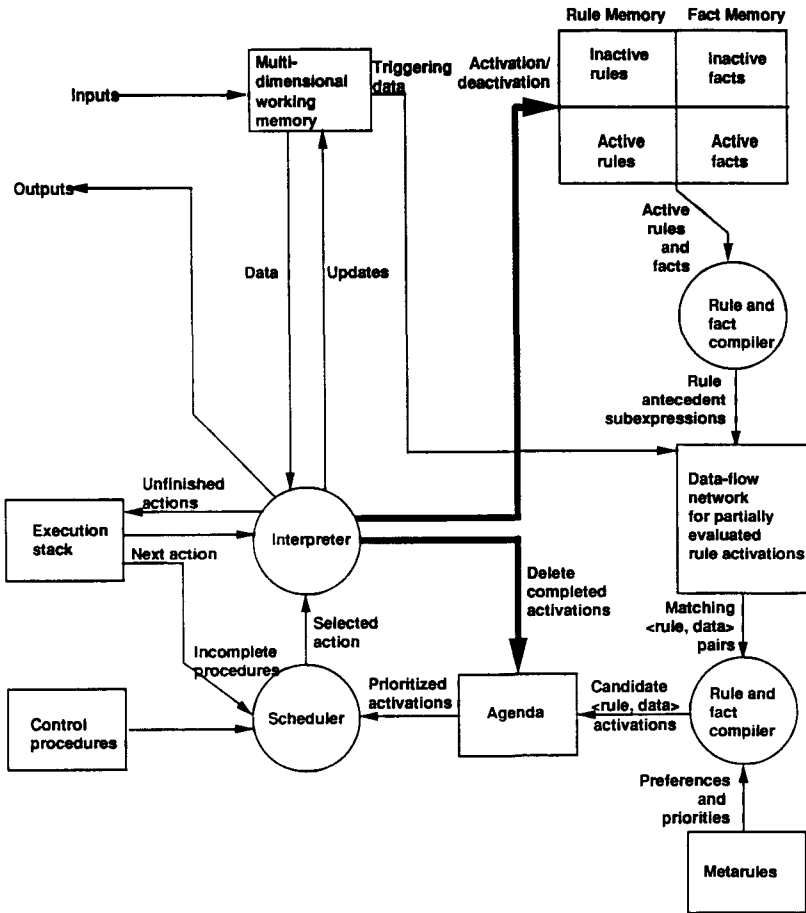 Rule Memory
Fact Memory
Multi-
dimensional
working
memory
Triggering
data
Activation/
deactivation
Inactive
rules
Inactive
facts
Inputs
Active
rules
Active
facts
Outputs
Active
rules
and
facts
Data
Updates
Rule and
fact
compiler
Rule
antecedent
subexpressions
Unfinished
actions
Data-flow
network
for partially
evaluated
rule activations
Execution
stack
Interpreter
Next action
Delete
completed
activations
Selected
action
Matching
<rule, data>
pairs
Incomplete
procedures
Prioritized
activations
Candidate
<rule, data>
activations
Rule and
fact
compiler
Control
procedures
Scheduler
Agenda
Preferences
and
priorities
Metarules